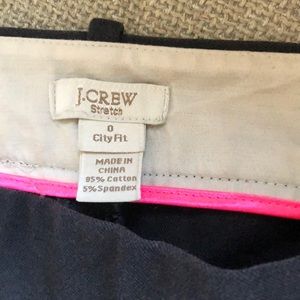 J.CREW
Stretch
0
City Fit
MADE IN
CHINA
95% Cotton
5% Spandex